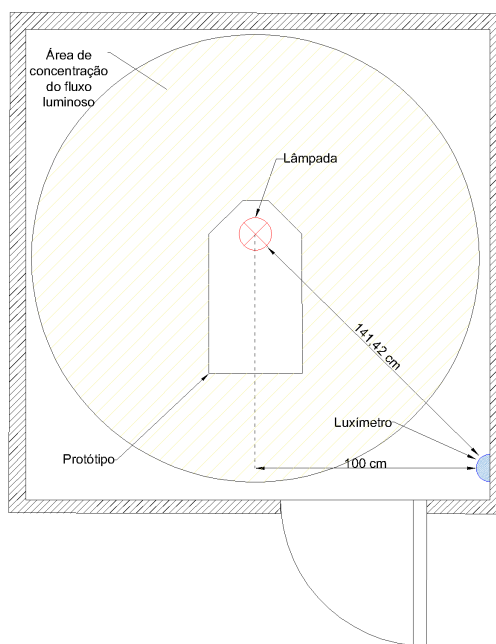 Área de
concentração
do fluxo
luminoso
Lâmpada
141,42 cm
Luxímetro
Protótipo
100 cm